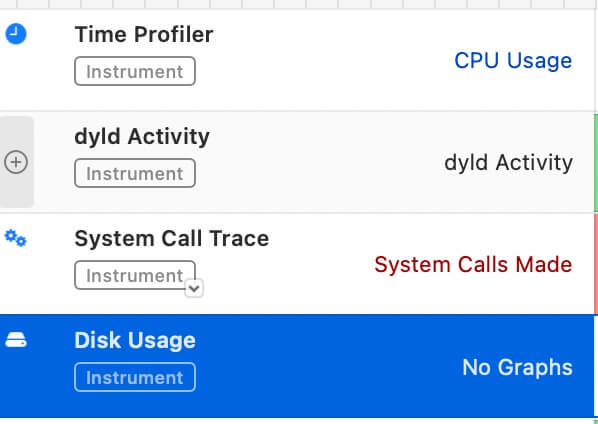 Time Profiler
Instrument
CPU Usage
dyld Activity
Instrument
dyld Activity
System Call Trace
Instrument
System Calls Made
Disk Usage
Instrument
No Graphs